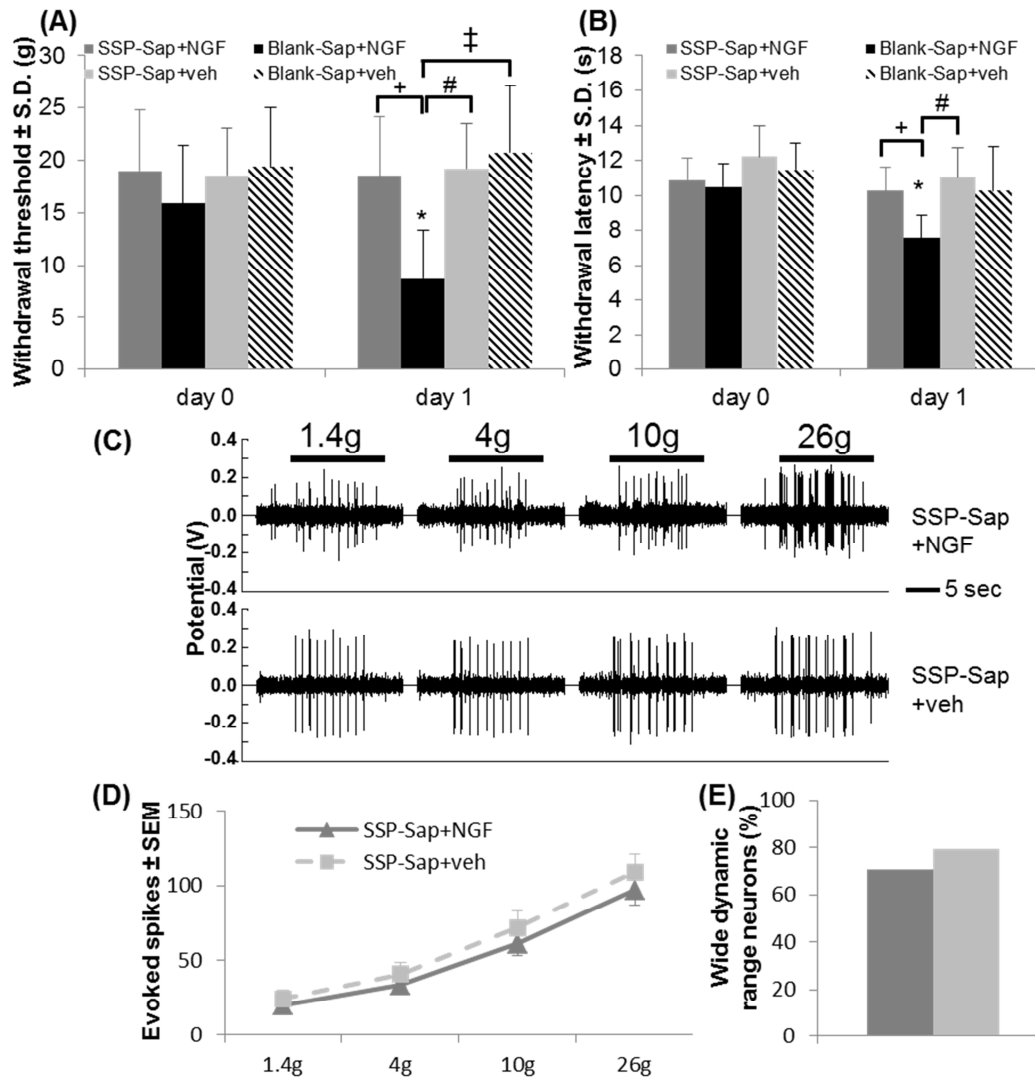 (A)
Withdrawal threshold ± S.D. (g)
SSP-Sap+NGF
Blank-Sap+NGF
SSP-Sap+veh
Blank-Sap+veh
30
25
20
15
10
5
0
+
#
‡
*
day 0
day 1
(B)
Withdrawal latency ± S.D. (s)
SSP-Sap+NGF
Blank-Sap+NGF
SSP-Sap+veh
Blank-Sap+veh
18
16
14
12
10
8
6
4
2
0
+
#
*
day 0
day 1
(C)
Potential (V)
1.4g
4g
10g
26g
0.4
0.2
0.0
-0.2
-0.4
SSP-Sap
+NGF
5 sec
0.4
0.2
0.0
-0.2
-0.4
SSP-Sap
+veh
(D)
Evoked spikes ± SEM
150
100
50
0
SSP-Sap+NGF
SSP-Sap+veh
1.4g
4g
10g
26g
(E)
Wide dynamic
range neurons (%)
100
80
60
40
20
0